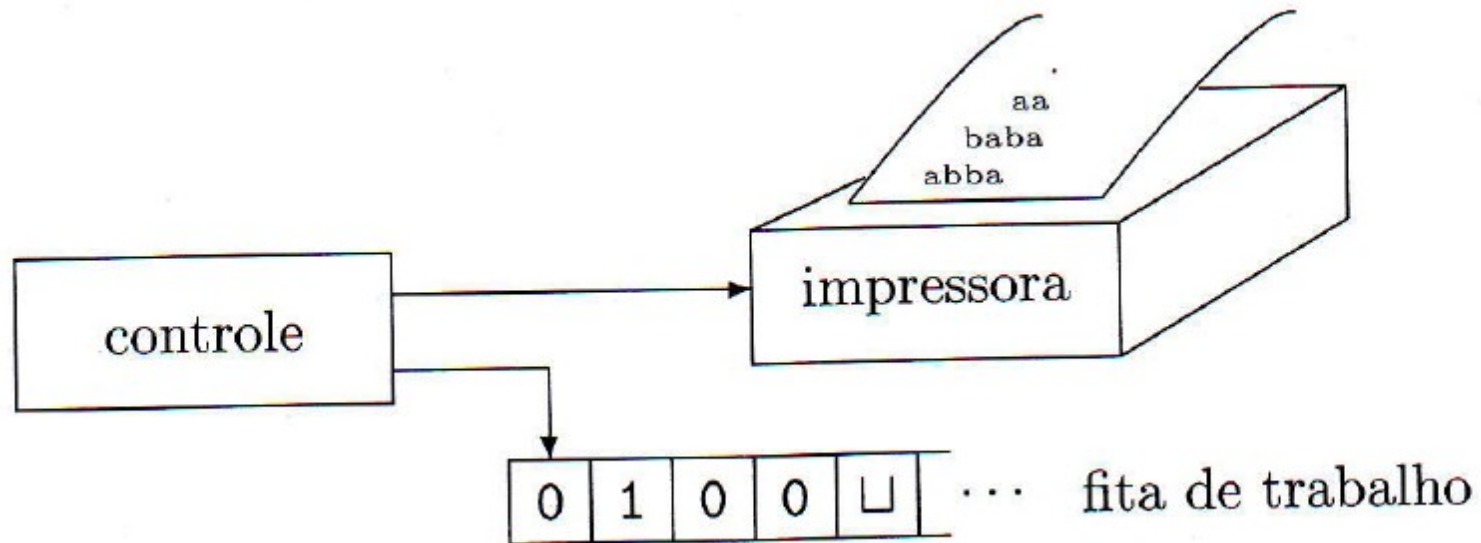 aa
baba
abba
impressora
controle
0 1 0 0 ⊔ ··· fita de trabalho